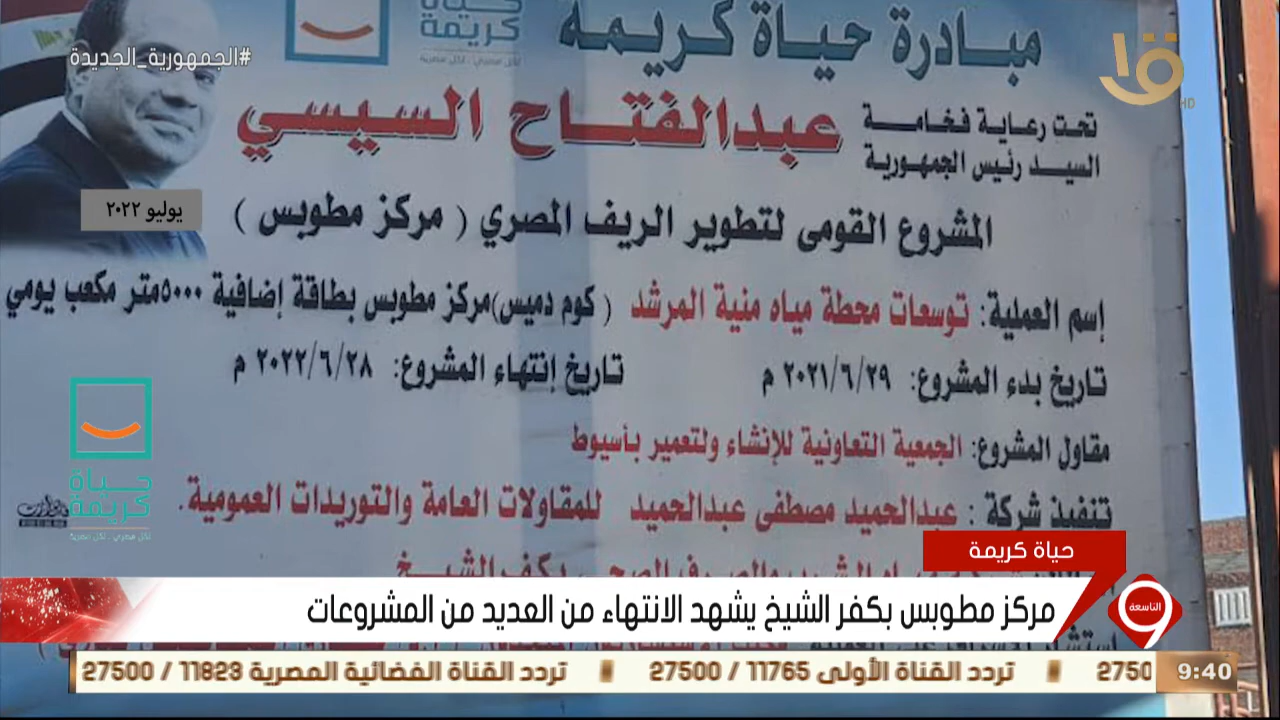 #الجمهورية_الجديدة
حياة
كريمة
مبادرة حياة كريمة
تحت رعاية فخامة
السيد رئيس الجمهورية
عبدالفتاح السيسي
HD
يوليو ٢٠٢٢
المشروع القومى لتطوير الريف المصري ( مركز مطوبس )
إسم العملية: توسعات محطة مياه منية المرشد ( كوم دميس)مركز مطوبس بطاقة إضافية ٥٠٠٠متر مكعب يومي
تاريخ بدء المشروع: ٢٠٢١/٦/٢٩ م تاريخ إنتهاء المشروع: ٢٠٢٢/٦/٢٨ م
مقاول المشروع: الجمعية التعاونية للإنشاء ولتعمير بأسيوط
تنفيذ شركة : عبدالحميد مصطفى عبدالحميد للمقاولات العامة والتوريدات العمومية.
حياة
كريمة
حياة كريمة
التاسعة
مركز مطوبس بكفر الشيخ يشهد الانتهاء من العديد من المشروعات
9:40 2750 تردد القناة الأولى 11765 / 27500 تردد القناة الفضائية المصرية 11823 / 27500